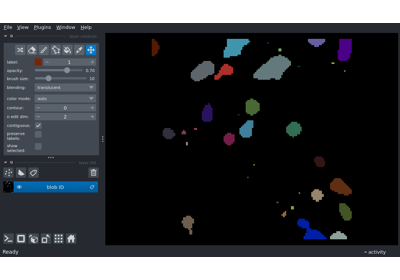 File View Plugins Window Help
label: 1
opacity: 0.70
brush size: 10
blending: translucent
color mode: auto
contour: 0
n edit dim: 2
contiguous:
preserve labels:
show selected:
blob ID
Ready
activity